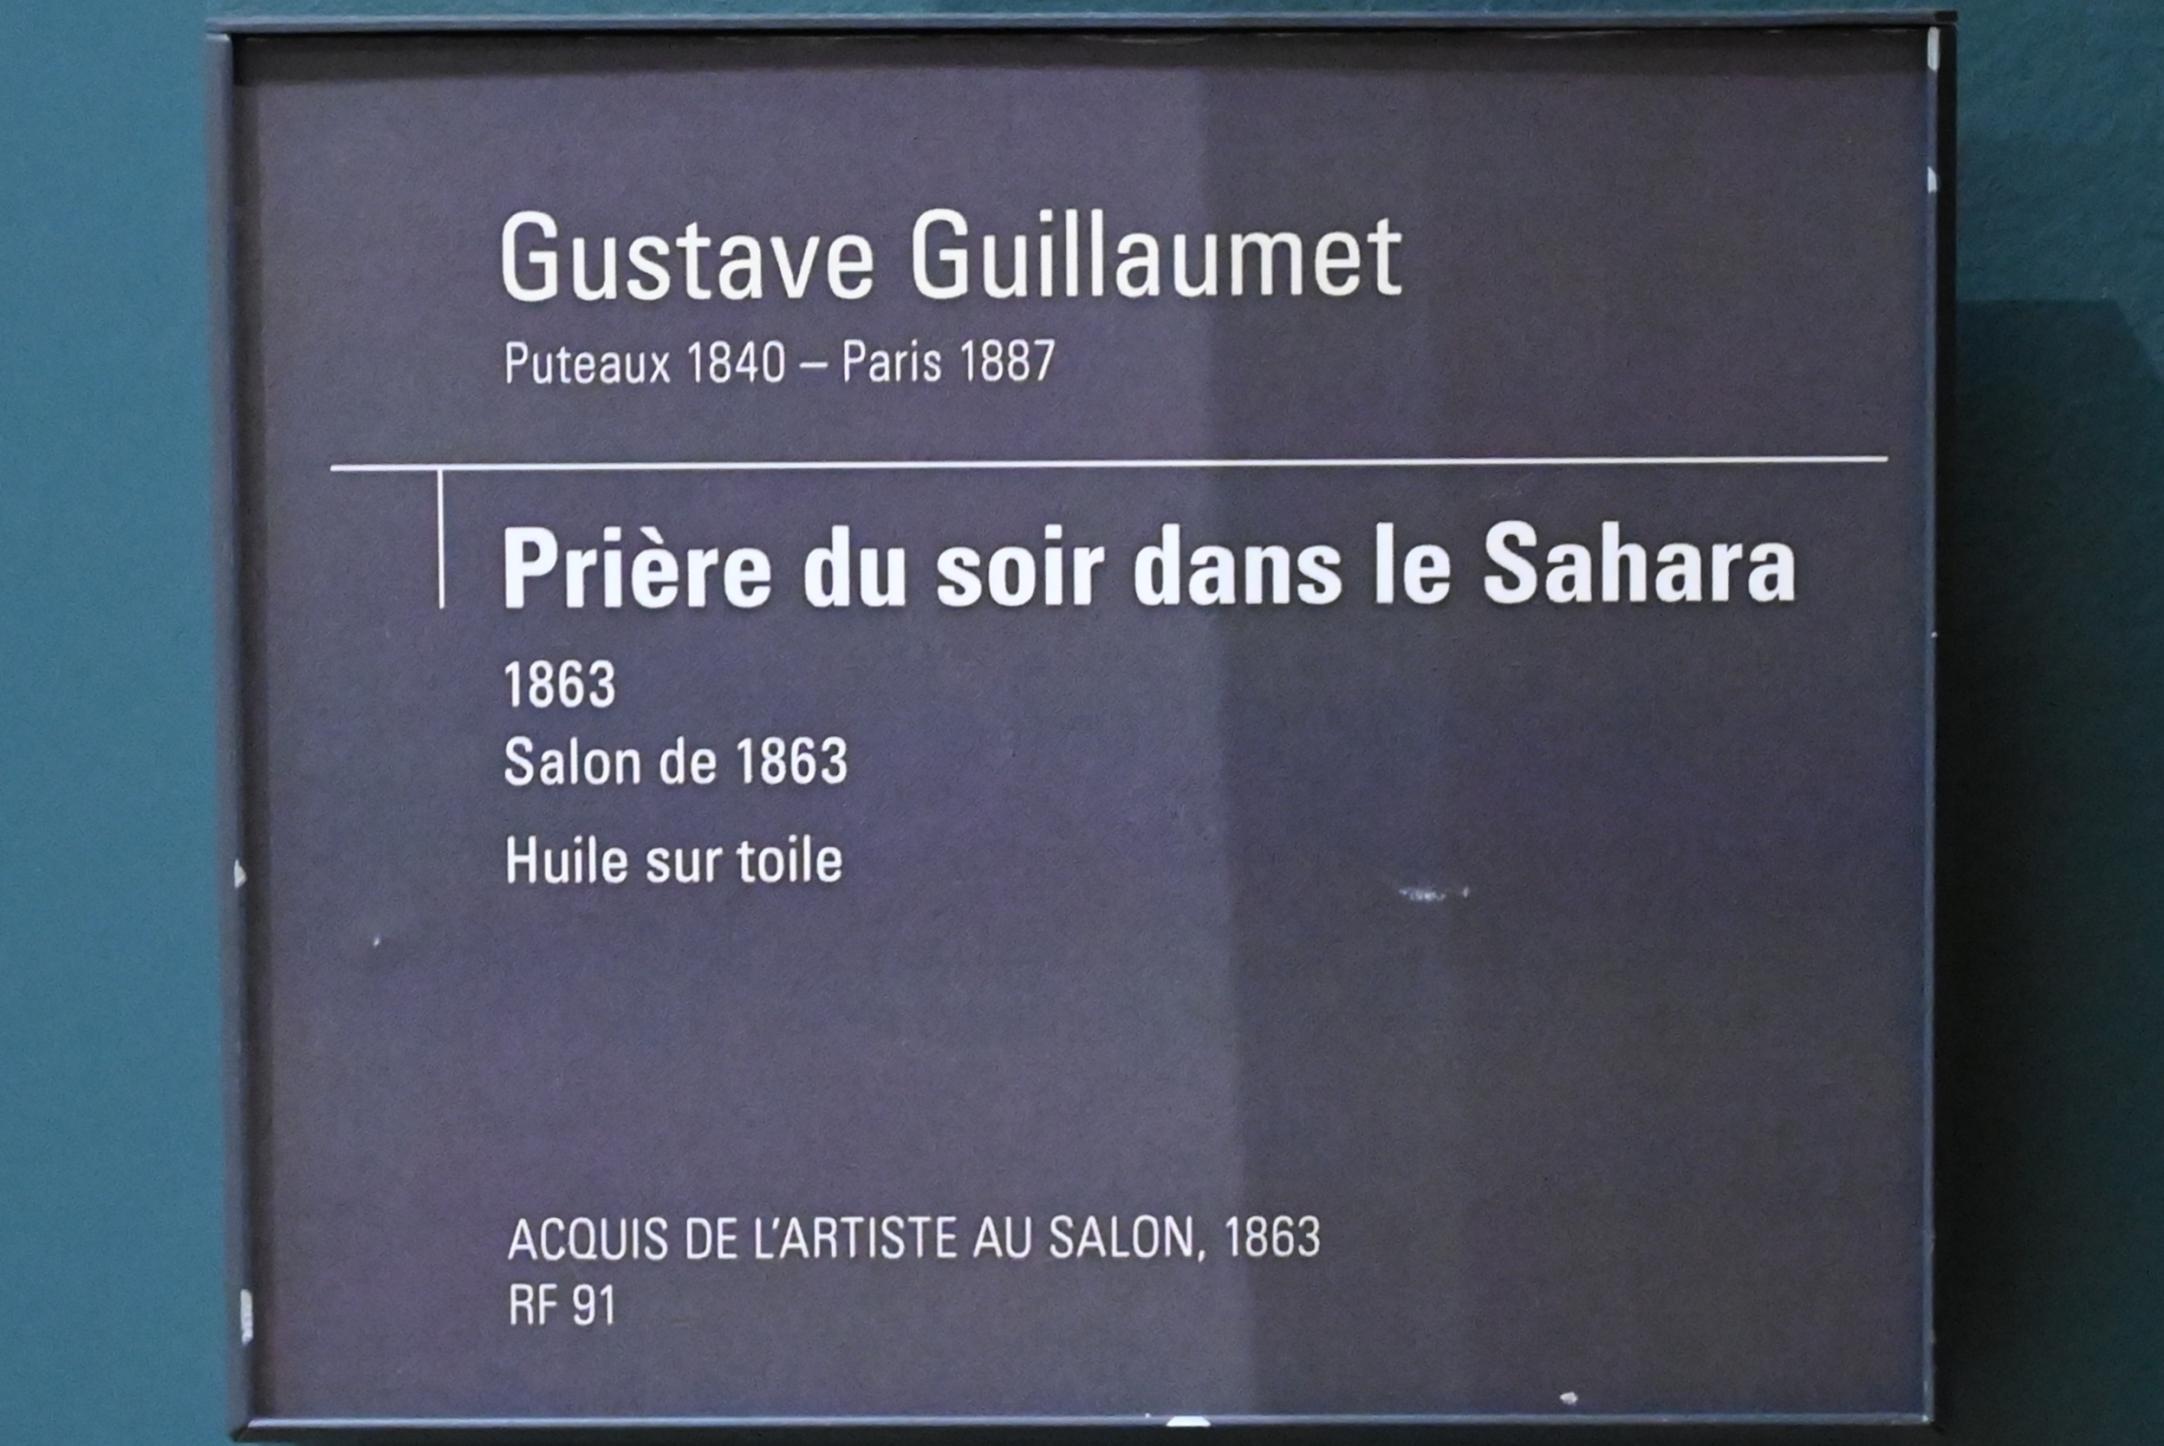 Gustave Guillaumet
Puteaux 1840 – Paris 1887
Prière du soir dans le Sahara
1863
Salon de 1863
Huile sur toile
ACQUIS DE L'ARTISTE AU SALON, 1863
RF 91